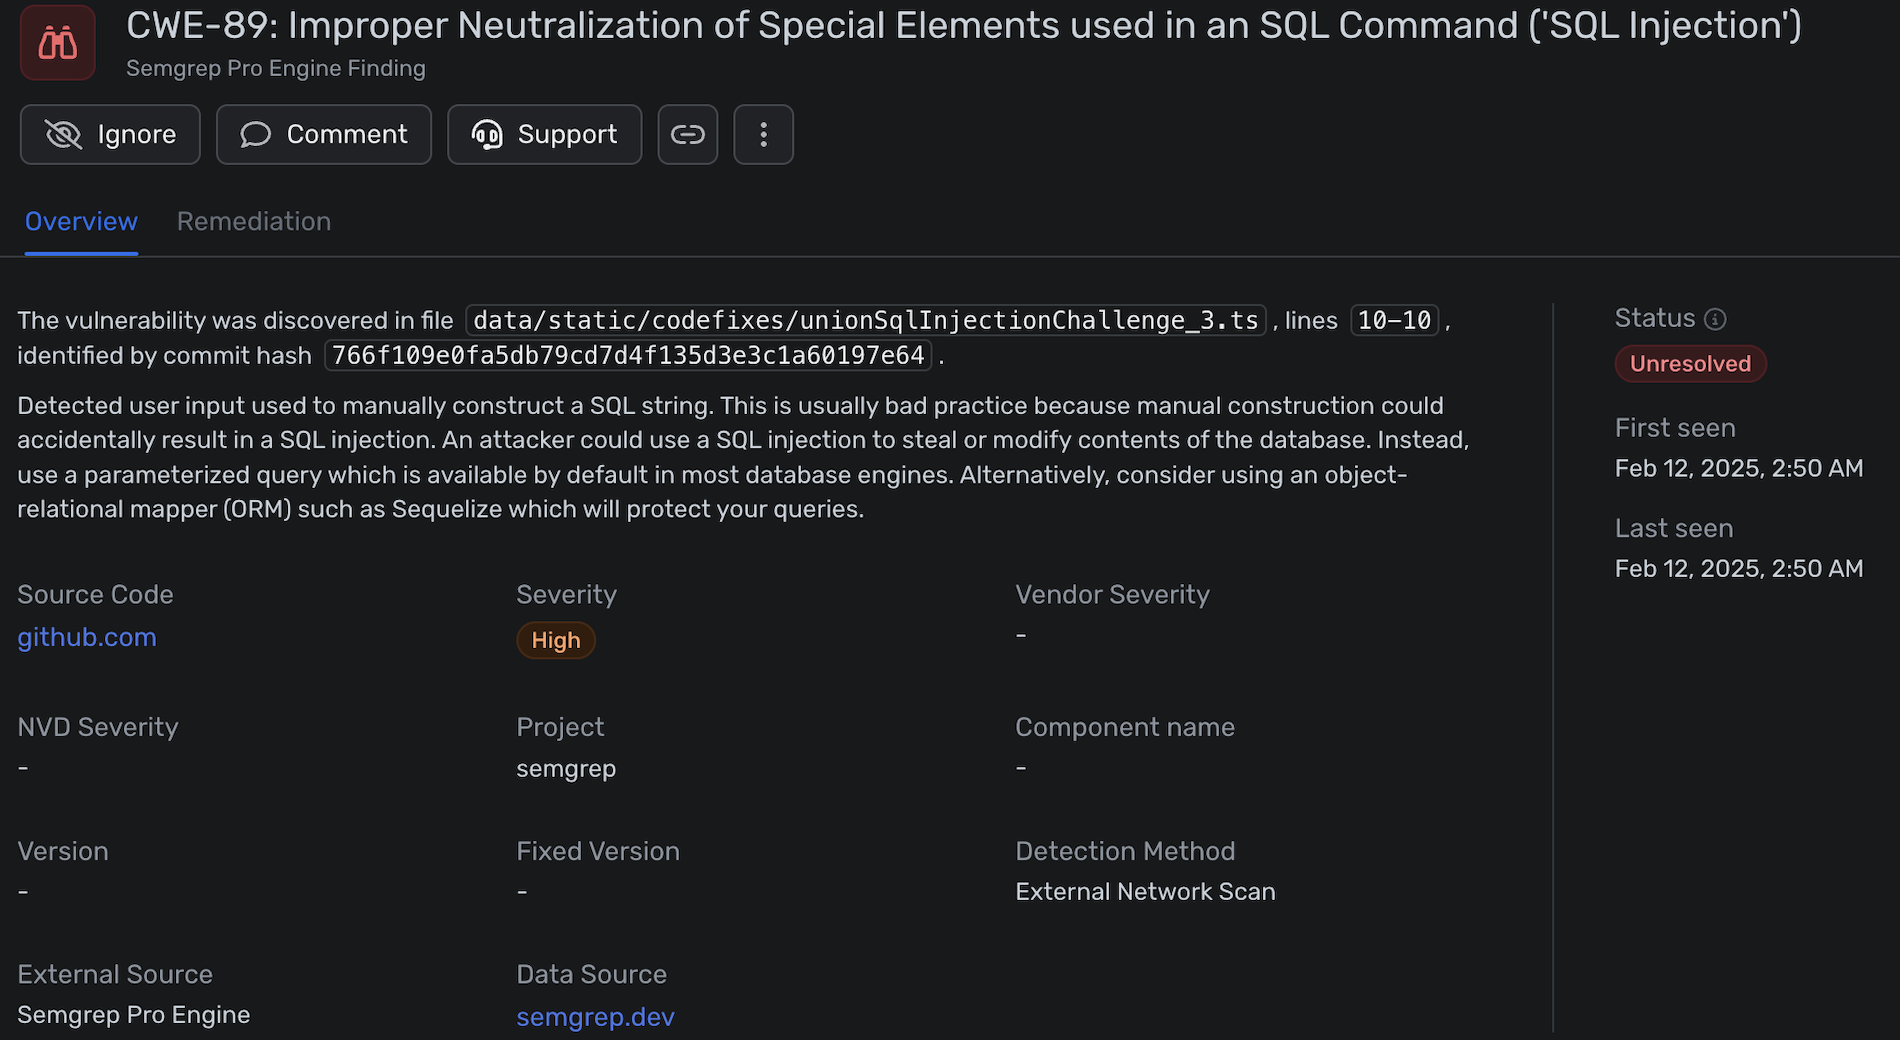 CWE-89: Improper Neutralization of Special Elements used in an SQL Command ('SQL Injection')
Semgrep Pro Engine Finding
Ignore
Comment
Support
Overview
Remediation
The vulnerability was discovered in file data/static/codefixes/unionSqlInjectionChallenge_3.ts , lines 10–10 ,
identified by commit hash 766f109e0fa5db79cd7d4f135d3e3c1a60197e64 .
Detected user input used to manually construct a SQL string. This is usually bad practice because manual construction could
accidentally result in a SQL injection. An attacker could use a SQL injection to steal or modify contents of the database. Instead,
use a parameterized query which is available by default in most database engines. Alternatively, consider using an object-
relational mapper (ORM) such as Sequelize which will protect your queries.
Source Code
github.com
Severity
High
Vendor Severity
-
NVD Severity
-
Project
semgrep
Component name
-
Version
-
Fixed Version
-
Detection Method
External Network Scan
External Source
Semgrep Pro Engine
Data Source
semgrep.dev
Status
Unresolved
First seen
Feb 12, 2025, 2:50 AM
Last seen
Feb 12, 2025, 2:50 AM